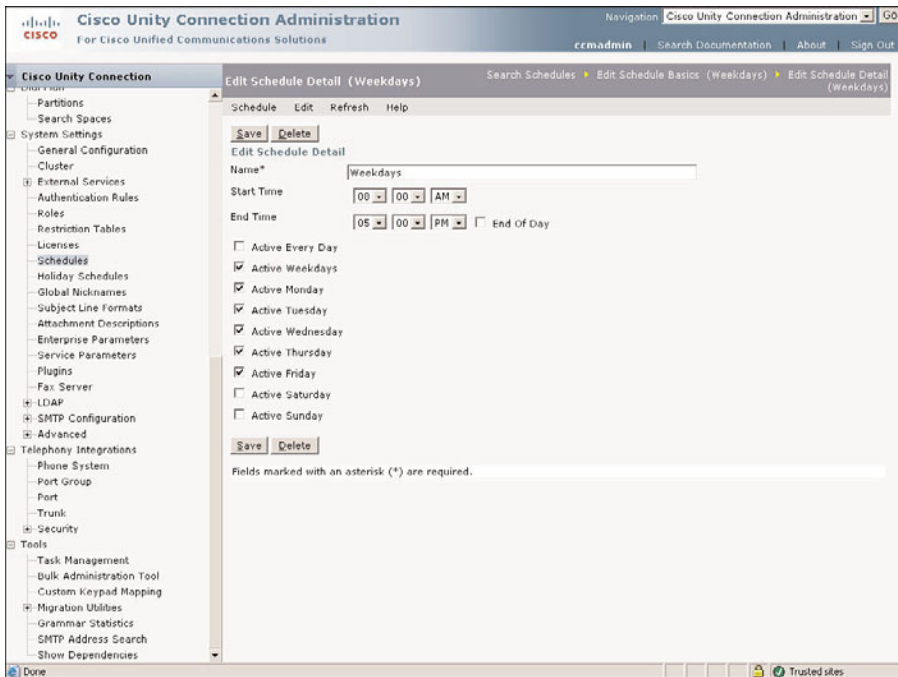 Cisco Unity Connection Administration
For Cisco Unified Communications Solutions
CISCO
Navigation Cisco Unity Connection Administration GO
ccmadmin | Search Documentation | About | Sign Out
Cisco Unity Connection
Dial Plan
Partitions
Search Spaces
System Settings
General Configuration
Cluster
External Services
Authentication Rules
Roles
Restriction Tables
Licenses
Schedules
Holiday Schedules
Global Nicknames
Subject Line Formats
Attachment Descriptions
Enterprise Parameters
Service Parameters
Plugins
Fax Server
LDAP
SMTP Configuration
Advanced
Telephony Integrations
Phone System
Port Group
Port
Trunk
Security
Tools
Task Management
Bulk Administration Tool
Custom Keypad Mapping
Migration Utilities
Grammar Statistics
SMTP Address Search
Show Dependencies
Edit Schedule Detail (Weekdays)
Search Schedules Edit Schedule Basics (Weekdays) Edit Schedule Detail
(Weekdays)
Schedule Edit Refresh Help
Save Delete
Edit Schedule Detail
Name* Weekdays
Start Time 08 00 AM
End Time 05 00 PM End Of Day
Active Every Day
Active Weekdays
Active Monday
Active Tuesday
Active Wednesday
Active Thursday
Active Friday
Active Saturday
Active Sunday
Save Delete
Fields marked with an asterisk (*) are required.
Done Trusted sites